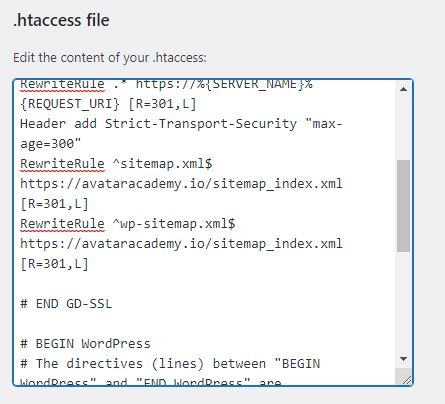 .htaccess file
Edit the content of your .htaccess:
RewriteRule .* https://%{SERVER_NAME}%
{REQUEST_URI} [R=301,L]
Header add Strict-Transport-Security "max-
age=300"
RewriteRule ^sitemap.xml$
https://avataracademy.io/sitemap_index.xml
[R=301,L]
RewriteRule ^wp-sitemap.xml$
https://avataracademy.io/sitemap_index.xml
[R=301,L]
# END GD-SSL
# BEGIN WordPress
# The directives (lines) between "BEGIN
WordPress" and "END WordPress" are